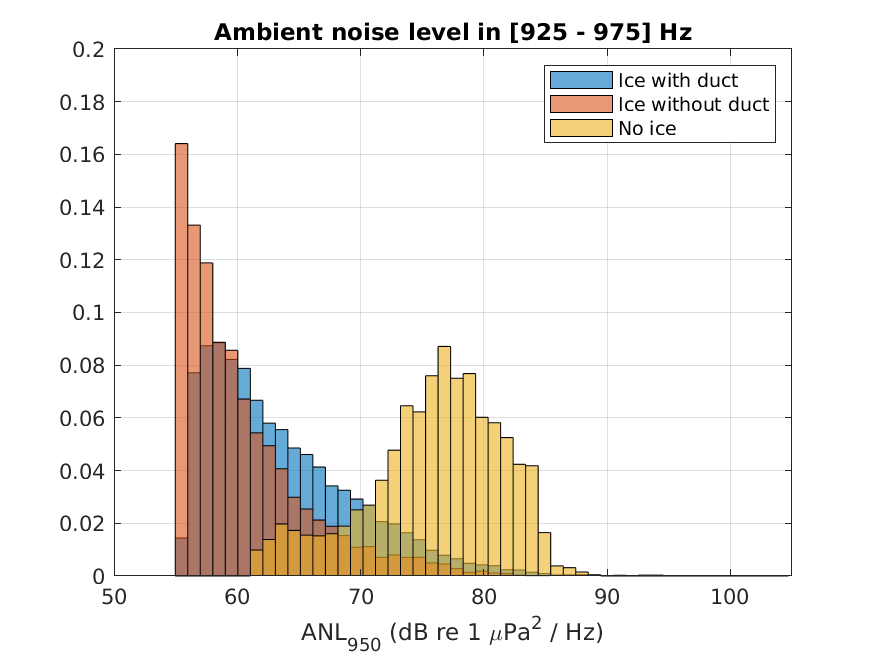 Ambient noise level in [925 - 975] Hz
0.2
0.18
0.16
0.14
0.12
0.1
0.08
0.06
0.04
0.02
0
Ice with duct
Ice without duct
No ice
50 60 70 80 90 100
ANL950 (dB re 1 μPa2 / Hz)